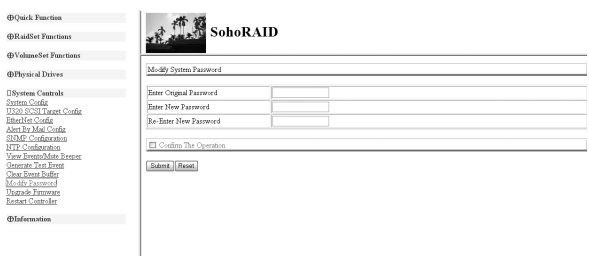 ⊕Quick Function
⊕RaidSet Functions
⊕VolumeSet Functions
⊕Physical Drives
▯System Controls
System Config
U320 SCSI Target Config
EtherNet Config
Alert By Mail Config
SNMP Configuration
NTP Configuration
View Events/Mute Beeper
Generate Test Event
Clear Event Buffer
Modify Password
Upgrade Firmware
Restart Controller
⊕Information
SohoRAID
Modify System Password
Enter Original Password
Enter New Password
Re-Enter New Password
Confirm The Operation
Submit Reset